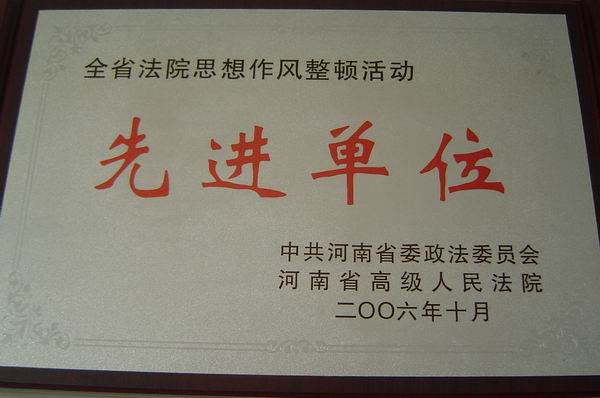 全省法院思想作风整顿活动
先进单位
中共河南省委政法委员会
河南省高级人民法院
二〇〇六年十月